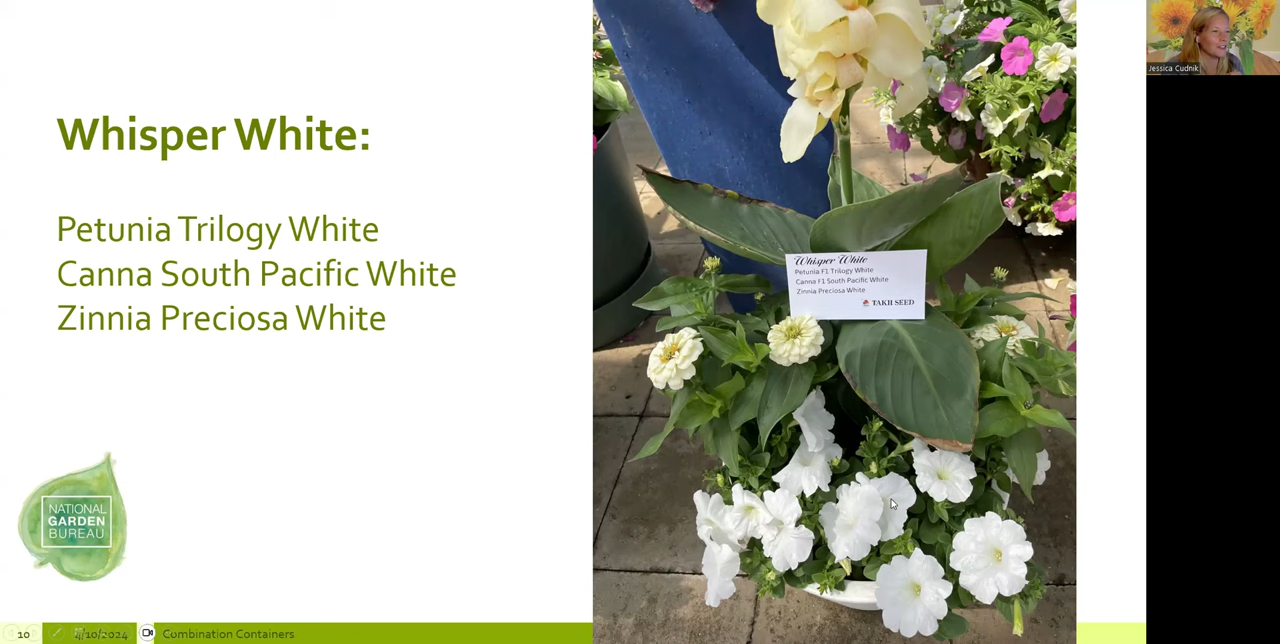 Whisper White:
Petunia Trilogy White
Canna South Pacific White
Zinnia Preciosa White
Whisper White
Petunia F1 Trilogy White
Canna F1 South Pacific White
Zinnia Preciosa White
TAKII SEED
NATIONAL
GARDEN
BUREAU
10
4/10/2024
Combination Containers
Jessica Cudnik